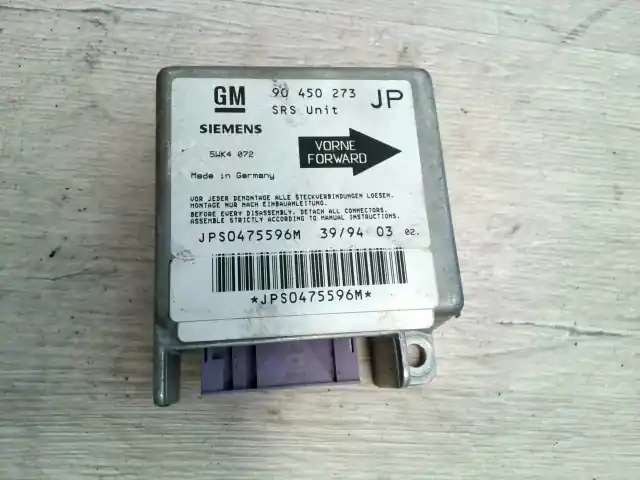 GM 90 450 273 JP
SRS Unit
SIEMENS
5WK4 072
VORNE
FORWARD
Made in Germany
VOR JEDER DEMONTAGE ALLE STECKVERBINDUNGEN LOESEN.
MONTAGE NUR NACH EINBAUANLEITUNG.
BEFORE EVERY DISASSEMBLY, DETACH ALL CONNECTORS.
ASSEMBLE STRICTLY ACCORDING TO MANUAL INSTRUCTIONS.
JPS0475596M 39/94 03 02.
*JPS0475596M*